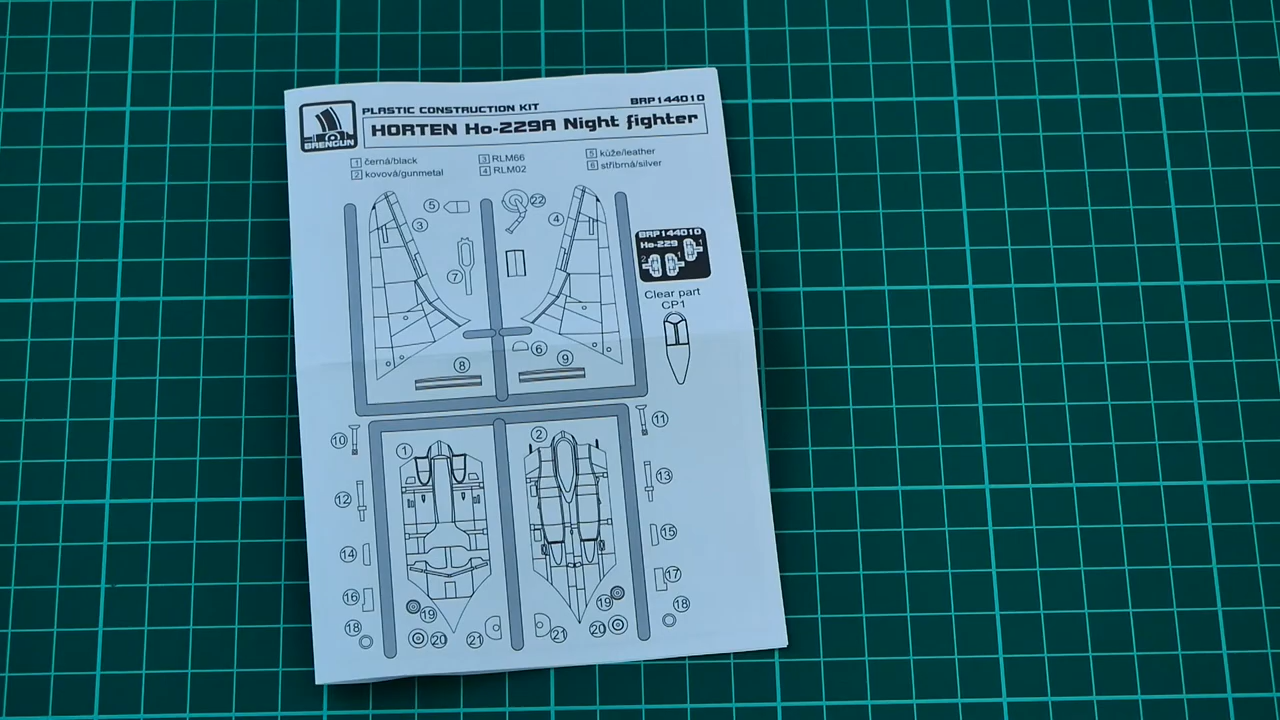 BRENGUN
PLASTIC CONSTRUCTION KIT
BRP144010
HORTEN Ho-229A Night fighter
1 černá/black
2 kovová/gunmetal
3 RLM66
4 RLM02
5 kůže/leather
6 stříbrná/silver
3
5
7
22
4
8
6
9
BRP144010
Ho-229
1
2
1
Clear part
CP1
10
12
14
16
18
1
19
20
21
2
19
20
21
11
13
15
17
18